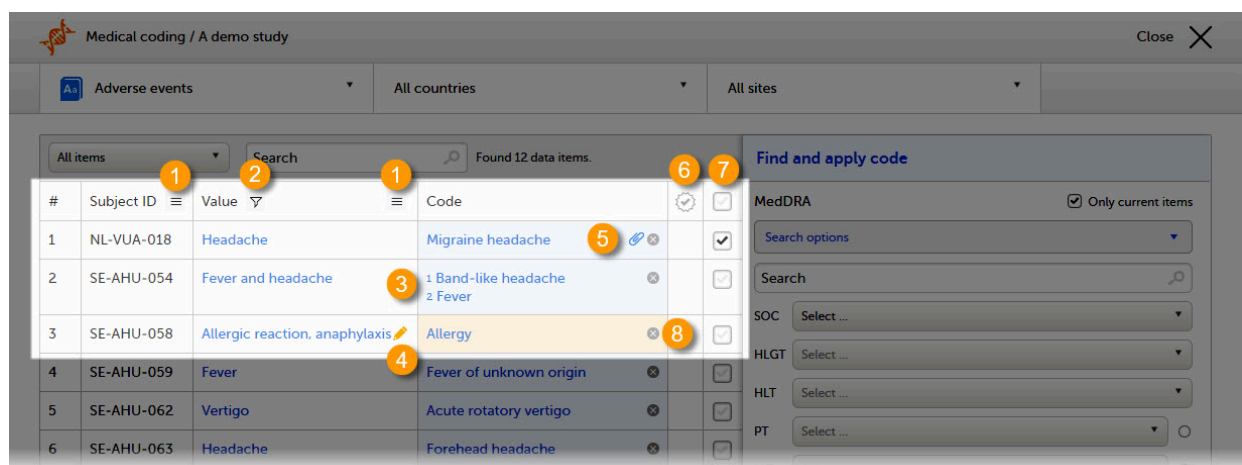 Medical coding / A demo study
Close
Aa Adverse events
All countries
All sites
All items
Search
Found 12 data items.
Find and apply code
1 2 1 6 7
# Subject ID Value Code
MedDRA
Only current items
1 NL-VUA-018 Headache Migraine headache 5
Search options
2 SE-AHU-054 Fever and headache 3 1 Band-like headache
2 Fever
Search
SOC Select ...
3 SE-AHU-058 Allergic reaction, anaphylaxis Allergy 8
4
HLGT Select ...
4 SE-AHU-059 Fever Fever of unknown origin
HLT Select ...
5 SE-AHU-062 Vertigo Acute rotatory vertigo
PT Select ...
6 SE-AHU-063 Headache Forehead headache